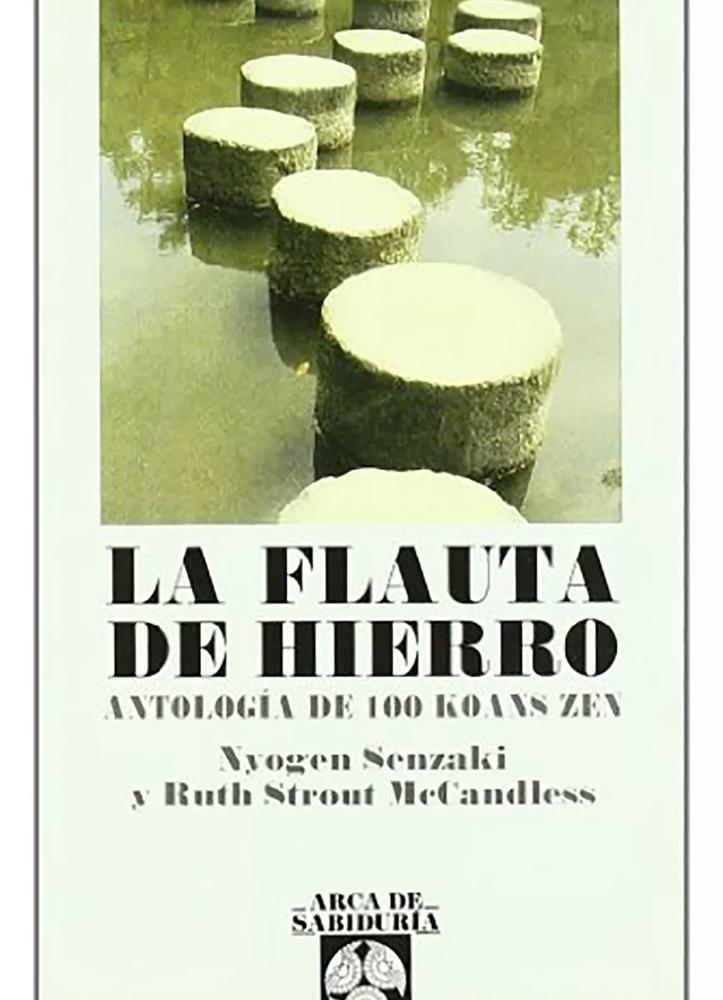 LA FLAUTA
DE HIERRO
ANTOLOGÍA DE 100 KOANS ZEN
Nyogen Senzaki
y Ruth Strout McCandless
ARCA DE
SABIDURÍA